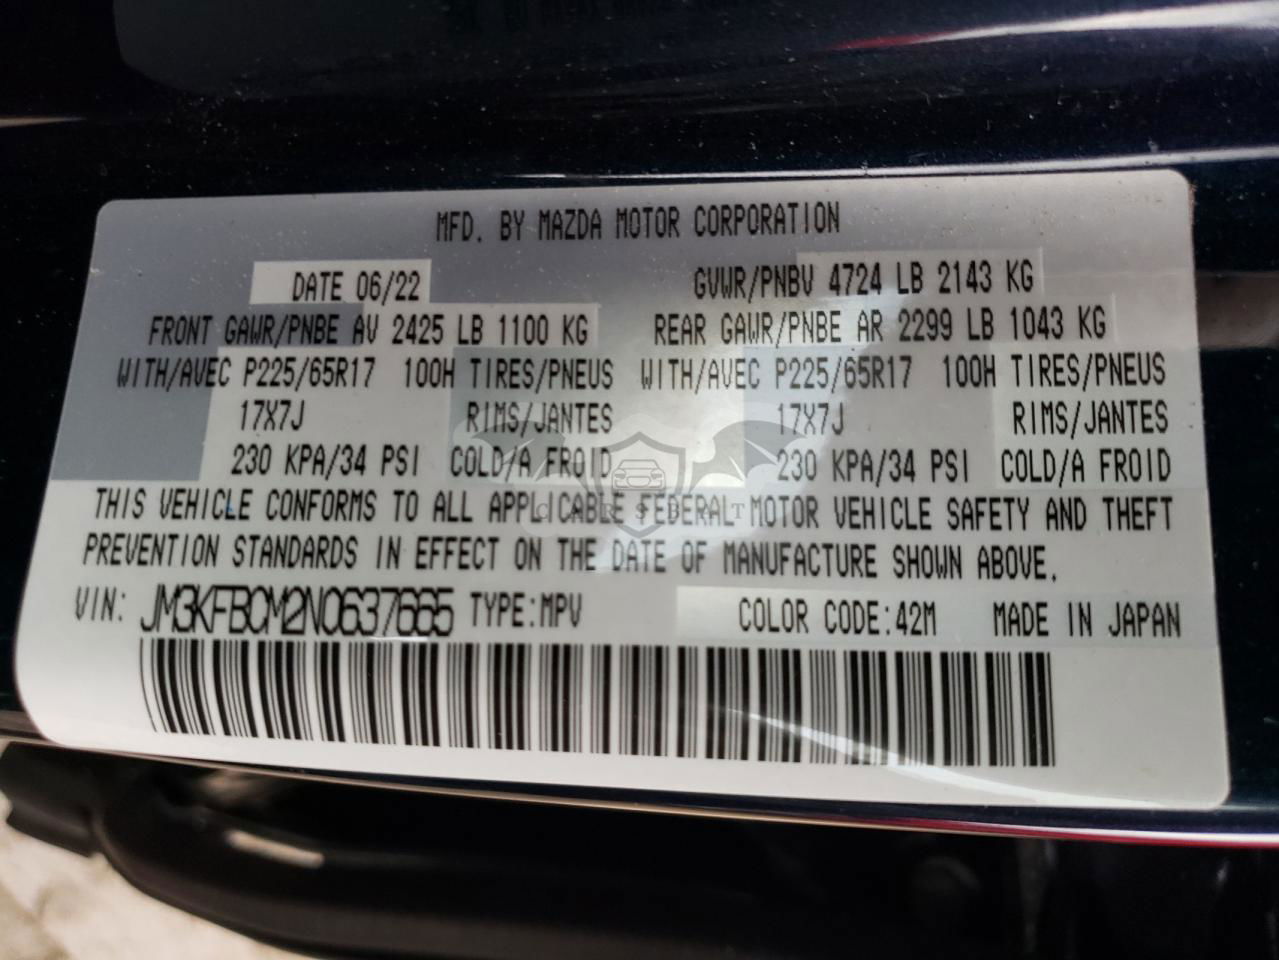 MFD. BY MAZDA MOTOR CORPORATION
DATE 06/22 GVWR/PNBV 4724 LB 2143 KG
FRONT GAWR/PNBE AV 2425 LB 1100 KG REAR GAWR/PNBE AR 2299 LB 1043 KG
WITH/AVEC P225/65R17 100H TIRES/PNEUS WITH/AVEC P225/65R17 100H TIRES/PNEUS
17X7J RIMS/JANTES 17X7J RIMS/JANTES
230 KPA/34 PSI COLD/A FROID 230 KPA/34 PSI COLD/A FROID
THIS VEHICLE CONFORMS TO ALL APPLICABLE FEDERAL MOTOR VEHICLE SAFETY AND THEFT
PREVENTION STANDARDS IN EFFECT ON THE DATE OF MANUFACTURE SHOWN ABOVE.
VIN: JM3KFBCM2N0637665 TYPE:MPV COLOR CODE:42M MADE IN JAPAN
CARSBAT